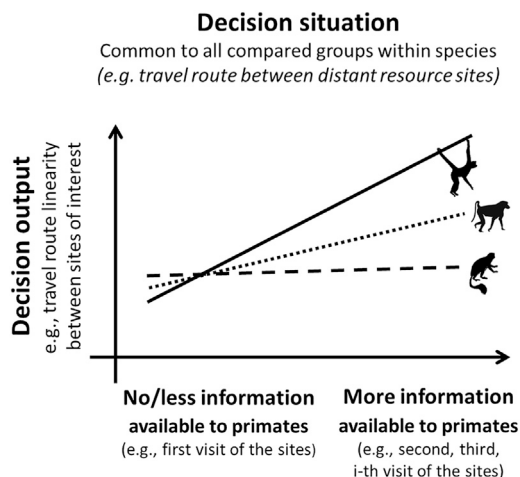 Decision situation
Common to all compared groups within species
(e.g. travel route between distant resource sites)
Decision output
e.g., travel route linearity
between sites of interest
No/less information
available to primates
(e.g., first visit of the sites)
More information
available to primates
(e.g., second, third,
i-th visit of the sites)